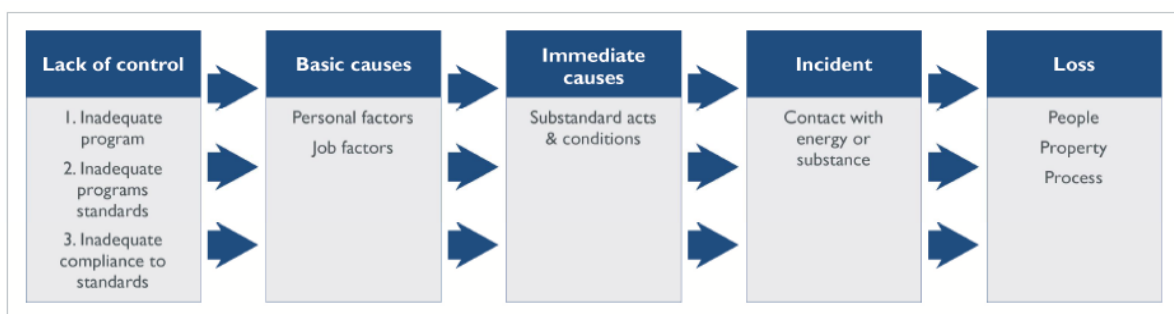 Lack of control
1. Inadequate
program
2. Inadequate
programs
standards
3. Inadequate
compliance to
standards
Basic causes
Personal factors
Job factors
Immediate
causes
Substandard acts
& conditions
Incident
Contact with
energy or
substance
Loss
People
Property
Process